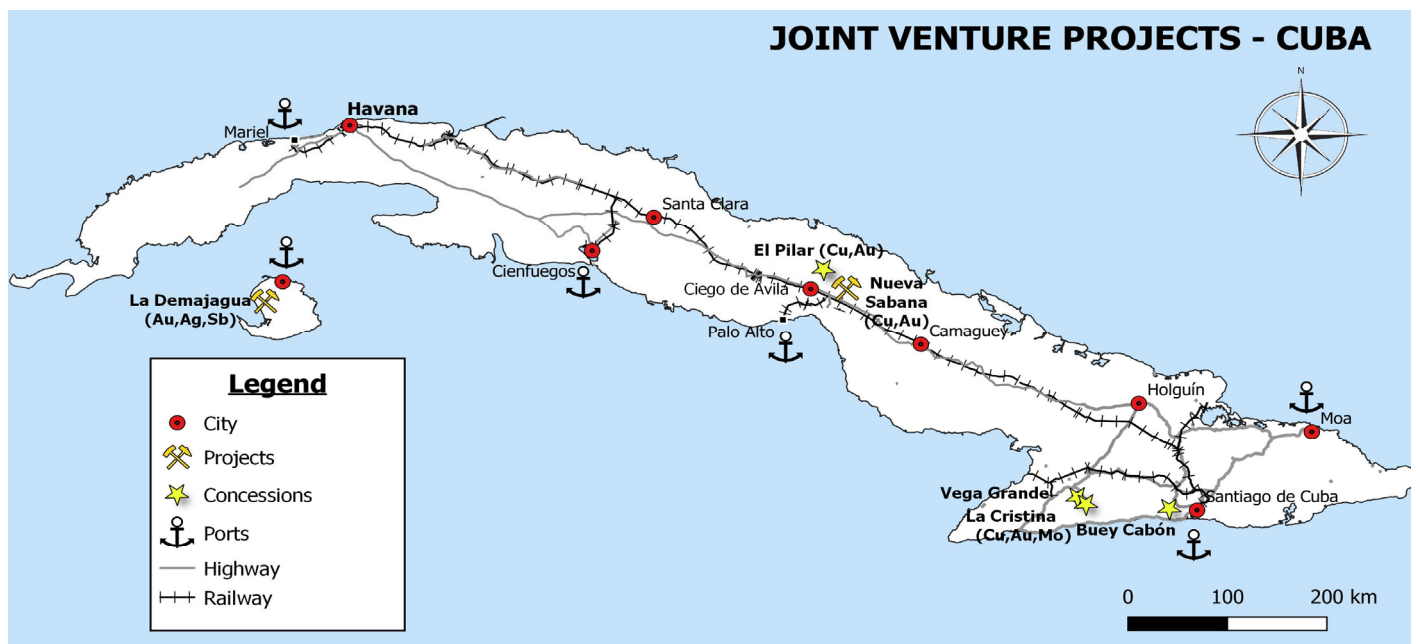 JOINT VENTURE PROJECTS - CUBA
N
Havana
Mariel
Santa Clara
El Pilar (Cu,Au)
Cienfuegos
Ciego de Ávila
Nueva
Sabana
(Cu,Au)
La Demajagua
(Au,Ag,Sb)
Palo Alto
Camaguey
Holguín
Moa
Vega Grande
La Cristina
(Cu,Au,Mo)
Buey Cabón
Santiago de Cuba
Legend
City
Projects
Concessions
Ports
Highway
Railway
0 100 200 km